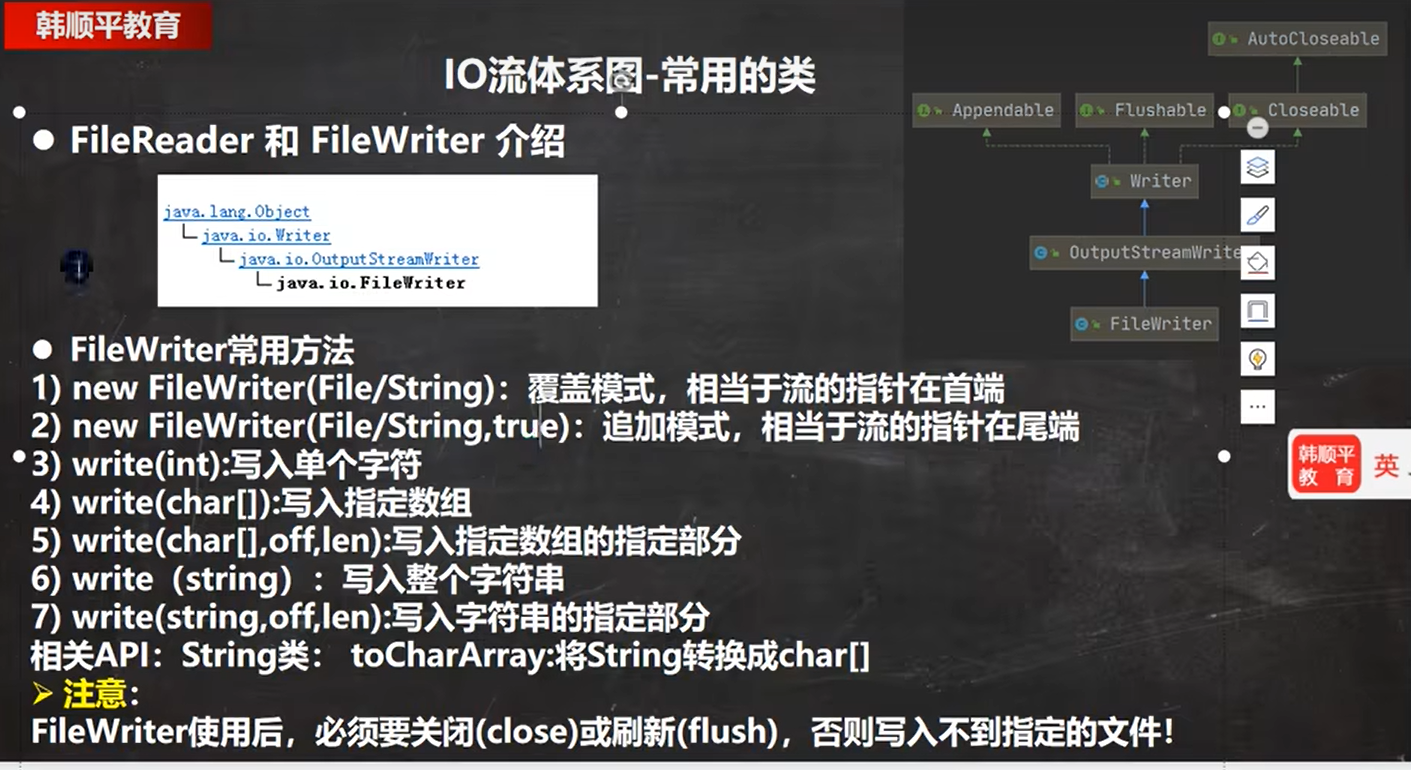 韩顺平教育
IO流体系图-常用的类
AutoCloseable
Appendable
Flushable
Closeable
Writer
OutputStreamWrite
FileWriter
● FileReader 和 FileWriter 介绍
java.lang.Object
java.io.Writer
java.io.OutputStreamWriter
java.io.FileWriter
● FileWriter常用方法
1) new FileWriter(File/String)：覆盖模式，相当于流的指针在首端
2) new FileWriter(File/String,true)：追加模式，相当于流的指针在尾端
3) write(int):写入单个字符
4) write(char[]):写入指定数组
5) write(char[],off,len):写入指定数组的指定部分
6) write（string）：写入整个字符串
7) write(string,off,len):写入字符串的指定部分
相关API：String类： toCharArray:将String转换成char[]
➢ 注意：
FileWriter使用后，必须要关闭(close)或刷新(flush)，否则写入不到指定的文件！
韩顺平
教 育
英